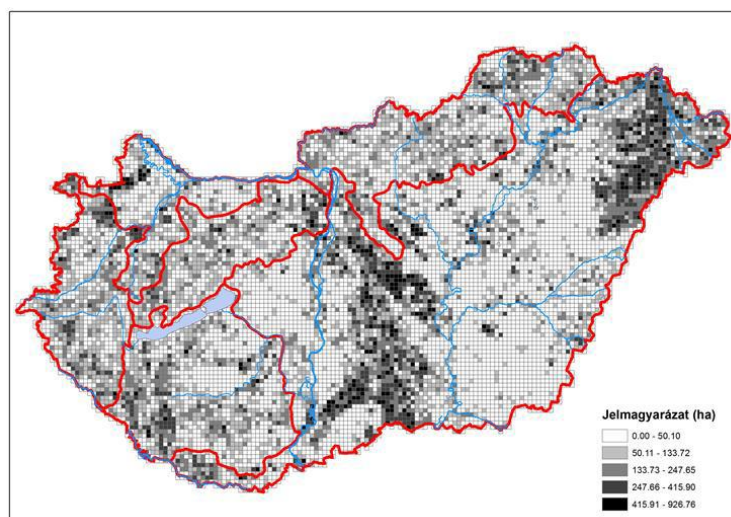 Jelmagyarázat (ha)
0.00 - 50.10
50.11 - 133.72
133.73 - 247.65
247.66 - 415.90
415.91 - 926.76